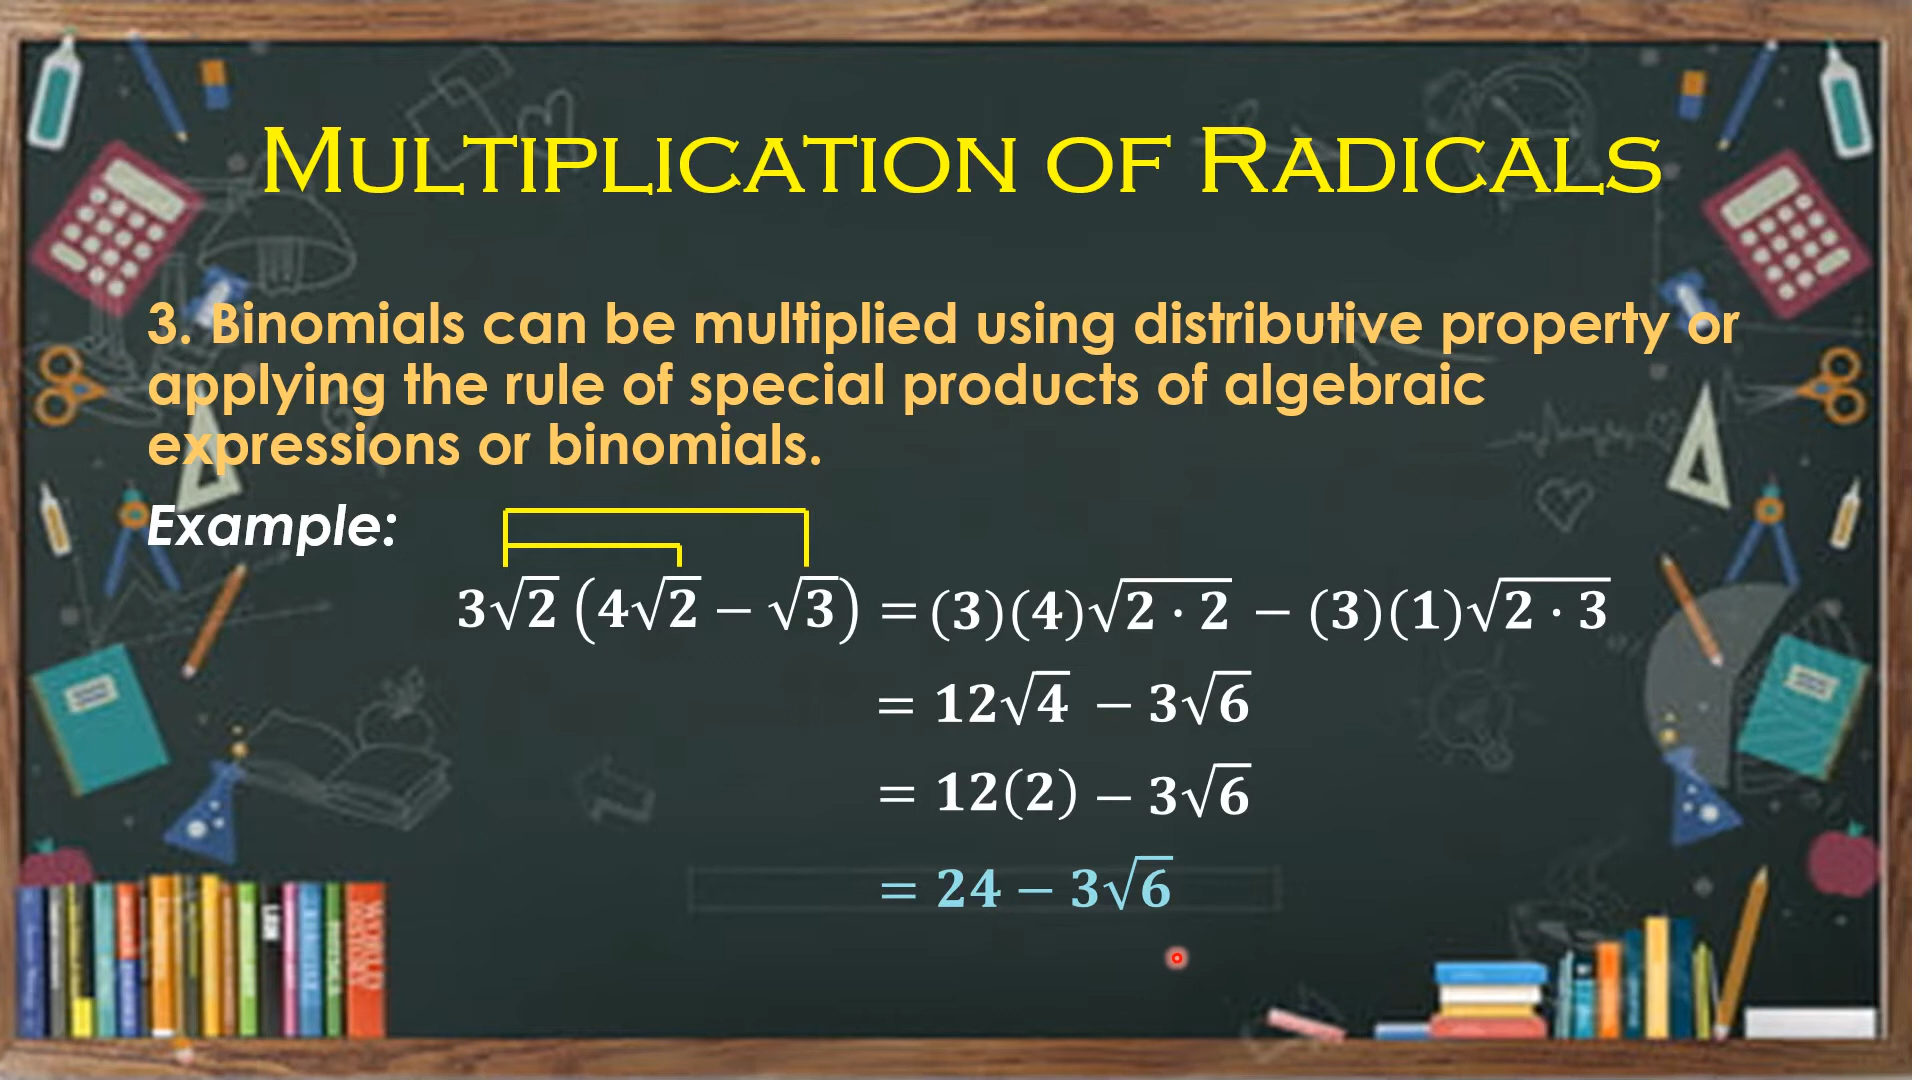 MULTIPLICATION OF RADICALS
3. Binomials can be multiplied using distributive property or
applying the rule of special products of algebraic
expressions or binomials.
Example:
3√2 (4√2 − √3) = (3)(4)√2 · 2 − (3)(1)√2 · 3
= 12√4 − 3√6
= 12(2) − 3√6
= 24 − 3√6